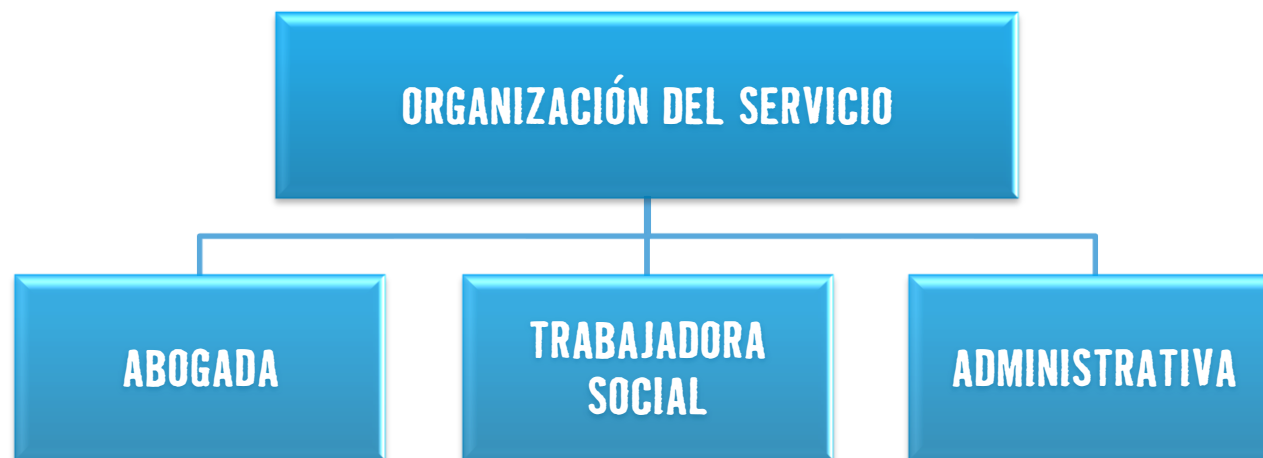 ORGANIZACIÓN DEL SERVICIO
ABOGADA
TRABAJADORA
SOCIAL
ADMINISTRATIVA